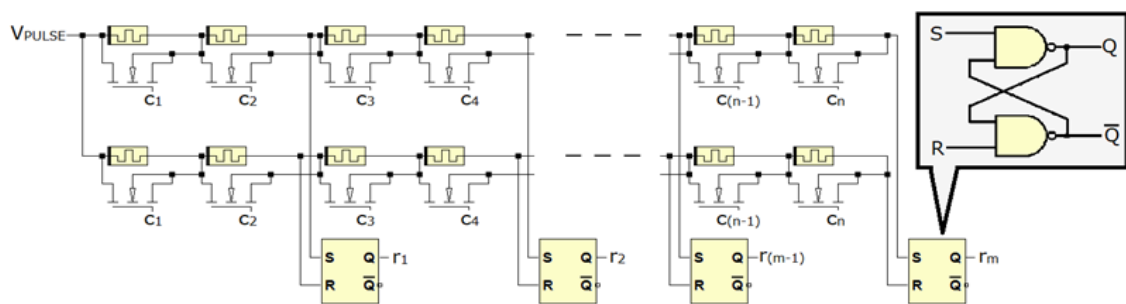 VPULSE
C1 C2 C3 C4 C(n-1) Cn
C1 C2 C3 C4 C(n-1) Cn
S Q r1 S Q r2 S Q r(m-1) S Q rm
R Q̅ R Q̅ R Q̅ R Q̅
S Q
R Q̅